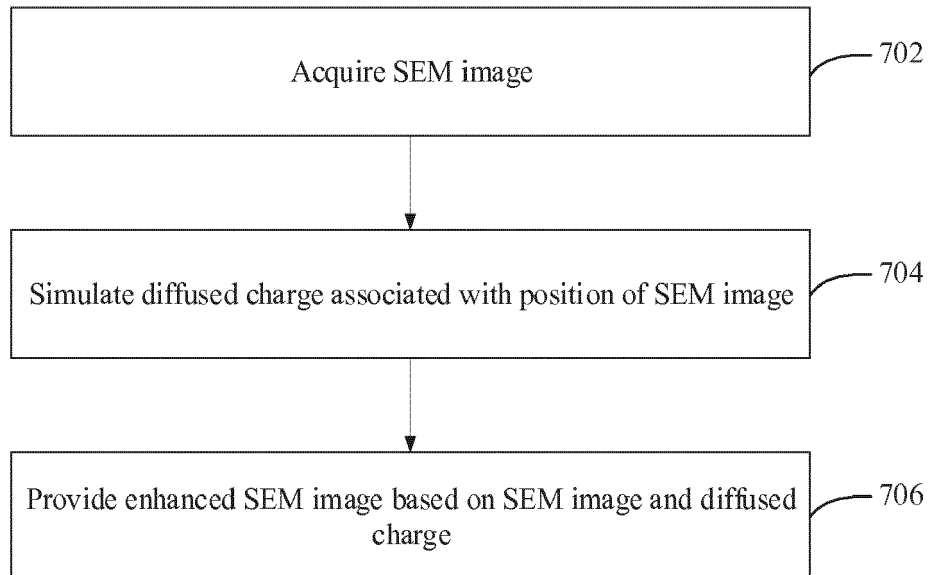 Acquire SEM image
702
Simulate diffused charge associated with position of SEM image
704
Provide enhanced SEM image based on SEM image and diffused
charge
706